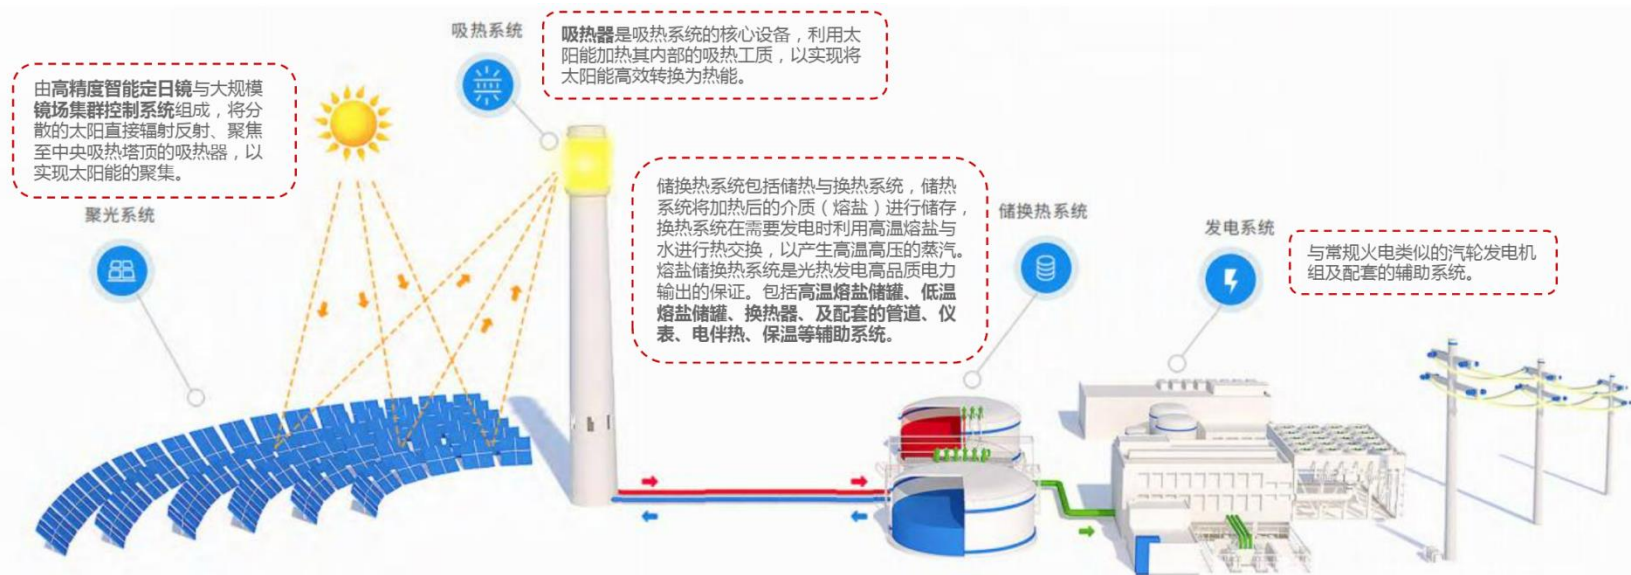 吸热系统
吸热器是吸热系统的核心设备，利用太
阳能加热其内部的吸热工质，以实现将
太阳能高效转换为热能。
由高精度智能定日镜与大规模
镜场集群控制系统组成，将分
散的太阳直接辐射反射、聚焦
至中央吸热塔顶的吸热器，以
实现太阳能的聚集。
聚光系统
储换热系统包括储热与换热系统，储热
系统将加热后的介质（熔盐）进行储存，
换热系统在需要发电时利用高温熔盐与
水进行热交换，以产生高温高压的蒸汽。
熔盐储换热系统是光热发电高品质电力
输出的保证。包括高温熔盐储罐、低温
熔盐储罐、换热器、及配套的管道、仪
表、电伴热、保温等辅助系统。
储换热系统
发电系统
与常规火电类似的汽轮发电机
组及配套的辅助系统。